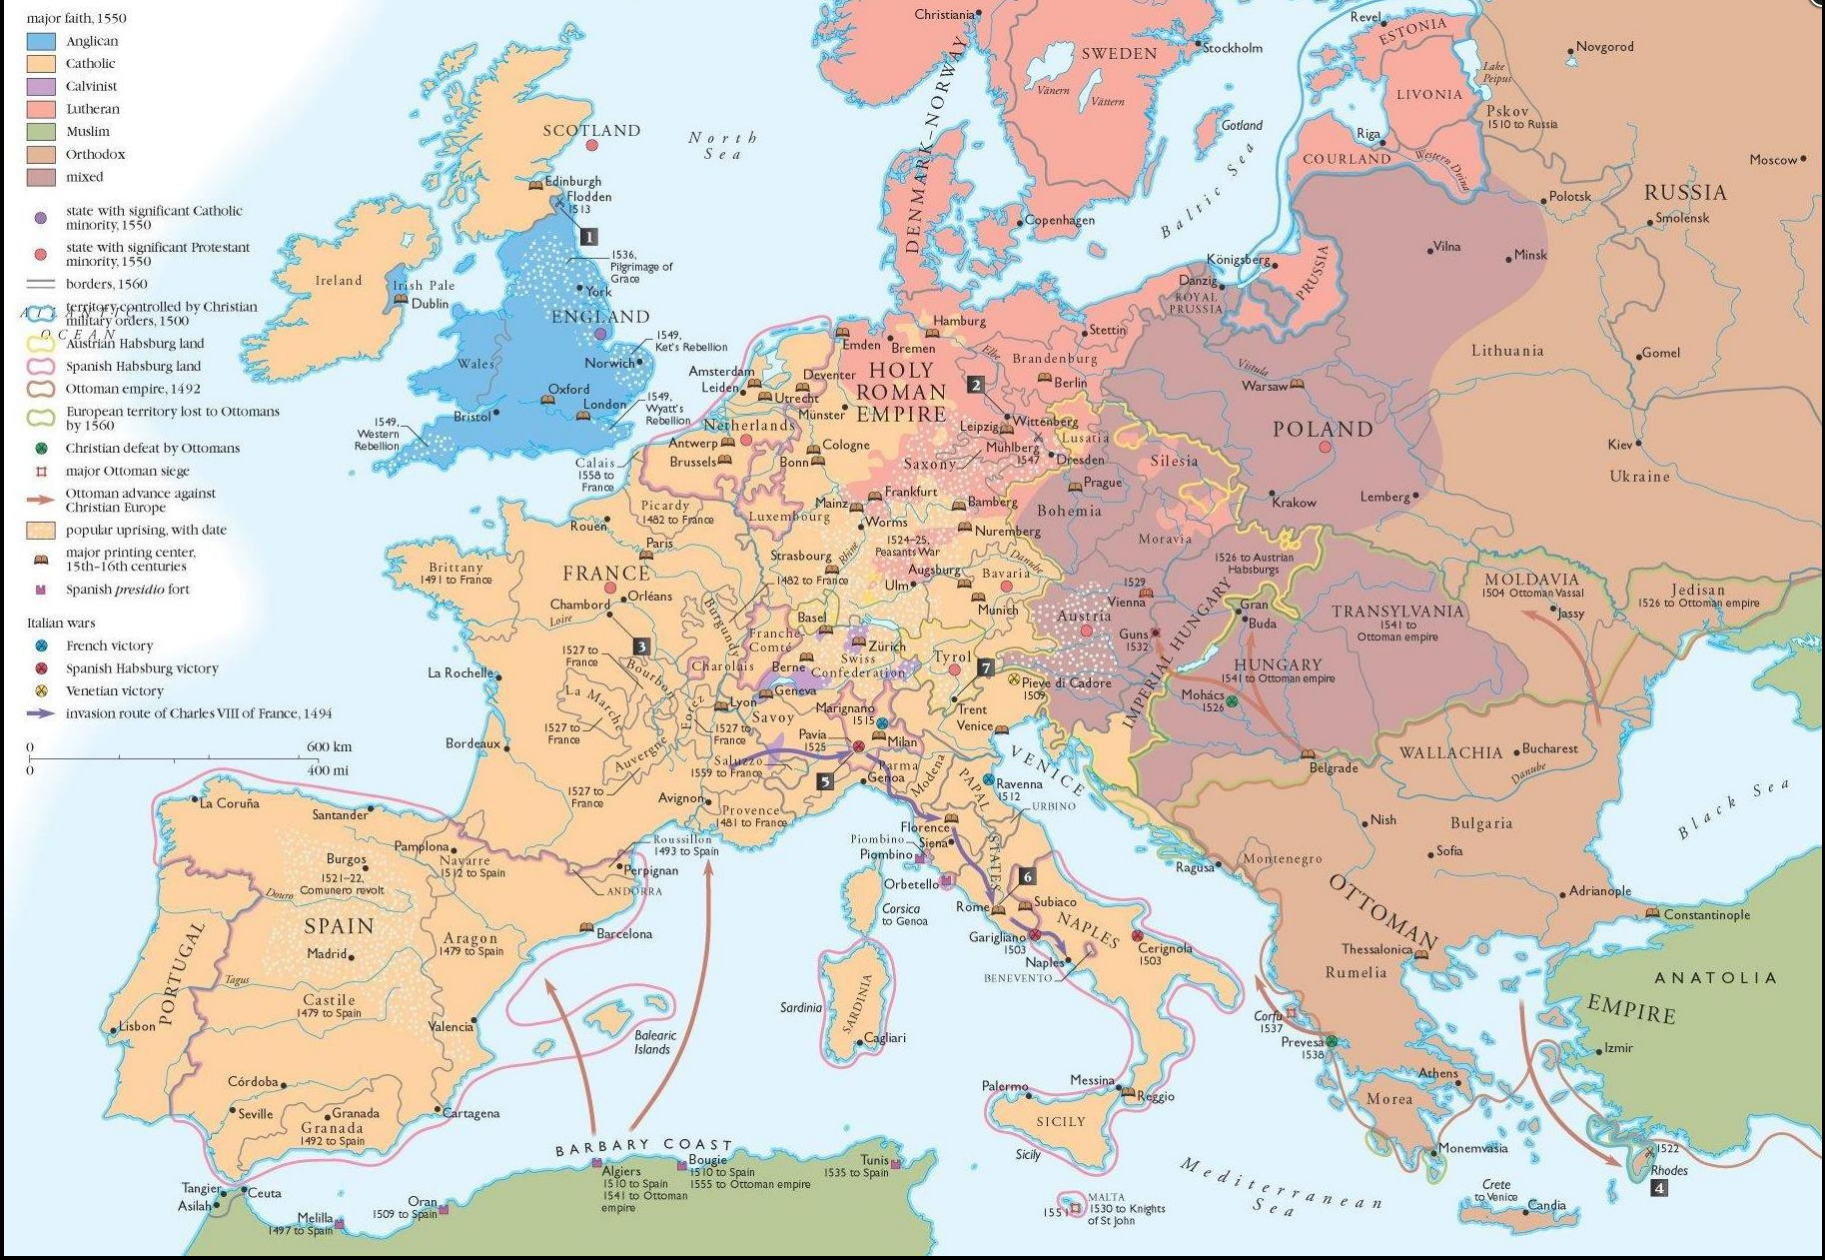 major faith, 1550
Anglican
Catholic
Calvinist
Lutheran
Muslim
Orthodox
mixed
state with significant Catholic
minority, 1550
state with significant Protestant
minority, 1550
borders, 1560
territory controlled by Christian
military orders, 1500
Austrian Habsburg land
Spanish Habsburg land
Ottoman empire, 1492
European territory lost to Ottomans
by 1560
Christian defeat by Ottomans
major Ottoman siege
Ottoman advance against
Christian Europe
popular uprising, with date
major printing center,
15th–16th centuries
Spanish presidio fort
Italian wars
French victory
Spanish Habsburg victory
Venetian victory
invasion route of Charles VIII of France, 1494
0
600 km
0
400 mi
OCEAN
North
Sea
SCOTLAND
Edinburgh
Flodden
1513
1
1536,
Pilgrimage of
Grace
York
ENGLAND
Ireland
Irish Pale
Dublin
Wales
1549,
Ket's Rebellion
Norwich
Oxford
London
Bristol
1549,
Wyatt's
Rebellion
1549,
Western
Rebellion
Calais
1558 to
France
Christiania
SWEDEN
Stockholm
Vänern
Vättern
DENMARK–NORWAY
Gotland
Baltic Sea
Copenhagen
Revel
ESTONIA
Lake
Peipus
LIVONIA
Riga
COURLAND
Western Dvina
Novgorod
Pskov
1510 to Russia
Moscow
RUSSIA
Polotsk
Smolensk
Vilna
Minsk
Königsberg
PRUSSIA
Danzig
ROYAL
PRUSSIA
Stettin
Lithuania
Gomel
Vistula
Warsaw
POLAND
Krakow
Lemberg
Kiev
Ukraine
Hamburg
Emden
Bremen
Elbe
Brandenburg
Berlin
HOLY
ROMAN
EMPIRE
2
Amsterdam
Leiden
Deventer
Utrecht
Münster
Netherlands
Antwerp
Brussels
Cologne
Bonn
Wittenberg
Leipzig
Mühlberg
1547
Lusatia
Dresden
Saxony
Silesia
Prague
Bohemia
Moravia
Frankfurt
Mainz
Bamberg
Worms
Nuremberg
Luxembourg
Picardy
1482 to France
Rouen
Paris
Strasbourg
Rhine
1524–25,
Peasants War
1482 to France
Augsburg
Ulm
Bavaria
Danube
Munich
1526 to Austrian
Habsburgs
1529
Vienna
Austria
Guns
1532
Gran
Buda
IMPERIAL HUNGARY
TRANSYLVANIA
1541 to
Ottoman empire
HUNGARY
1541 to Ottoman empire
Mohács
1526
MOLDAVIA
1504 Ottoman Vassal
Jassy
Jedisan
1526 to Ottoman empire
Brittany
1491 to France
FRANCE
Orléans
Chambord
Loire
3
Burgundy
Basel
Franche
Comté
Zürich
Berne
Swiss
Confederation
Tyrol
7
Pieve di Cadore
1509
Trent
Venice
1527 to
France
Bourbon
Charolais
La Rochelle
La March
Forez
Geneva
Lyon
Savoy
Marignano
1515
Milan
Pavia
1525
1527 to
France
Auvergne
1527 to
France
Bordeaux
Saluzzo
1559 to France
5
Parma
Genoa
Modena
VENICE
Ravenna
1512
URBINO
PAPAL
STATES
1527 to
France
Avignon
Provence
1481 to France
Florence
Siena
Piombino
Piombino
Orbetello
6
Rome
Subiaco
Corsica
to Genoa
Garigliano
1503
NAPLES
Cerignola
1503
Naples
BENEVENTO
Sardinia
SARDINIA
Cagliari
Palermo
Messina
Reggio
SICILY
Sicily
1551
MALTA
1530 to Knights
of St John
La Coruña
Santander
Pamplona
Navarre
1512 to Spain
Roussillon
1493 to Spain
Perpignan
ANDORRA
Burgos
1521–22,
Comunero revolt
Douro
SPAIN
Madrid
Aragon
1479 to Spain
Barcelona
PORTUGAL
Tagus
Castile
1479 to Spain
Valencia
Lisbon
Balearic
Islands
Córdoba
Seville
Granada
Granada
1492 to Spain
Cartagena
Tangier
Ceuta
Asilah
Melilla
1497 to Spain
Oran
1509 to Spain
BARBARY COAST
Algiers
1510 to Spain
1541 to Ottoman
empire
Bougie
1510 to Spain
1555 to Ottoman empire
Tunis
1535 to Spain
Belgrade
WALLACHIA
Bucharest
Danube
Black Sea
Nish
Bulgaria
Sofia
Ragusa
Montenegro
OTTOMAN
EMPIRE
Adrianople
Constantinople
Thessalonica
Rumelia
ANATOLIA
Corfu
1537
Prevesa
1538
Izmir
Athens
Morea
Monemvasia
1522
Rhodes
4
Crete
to Venice
Candia
Mediterranean
Sea